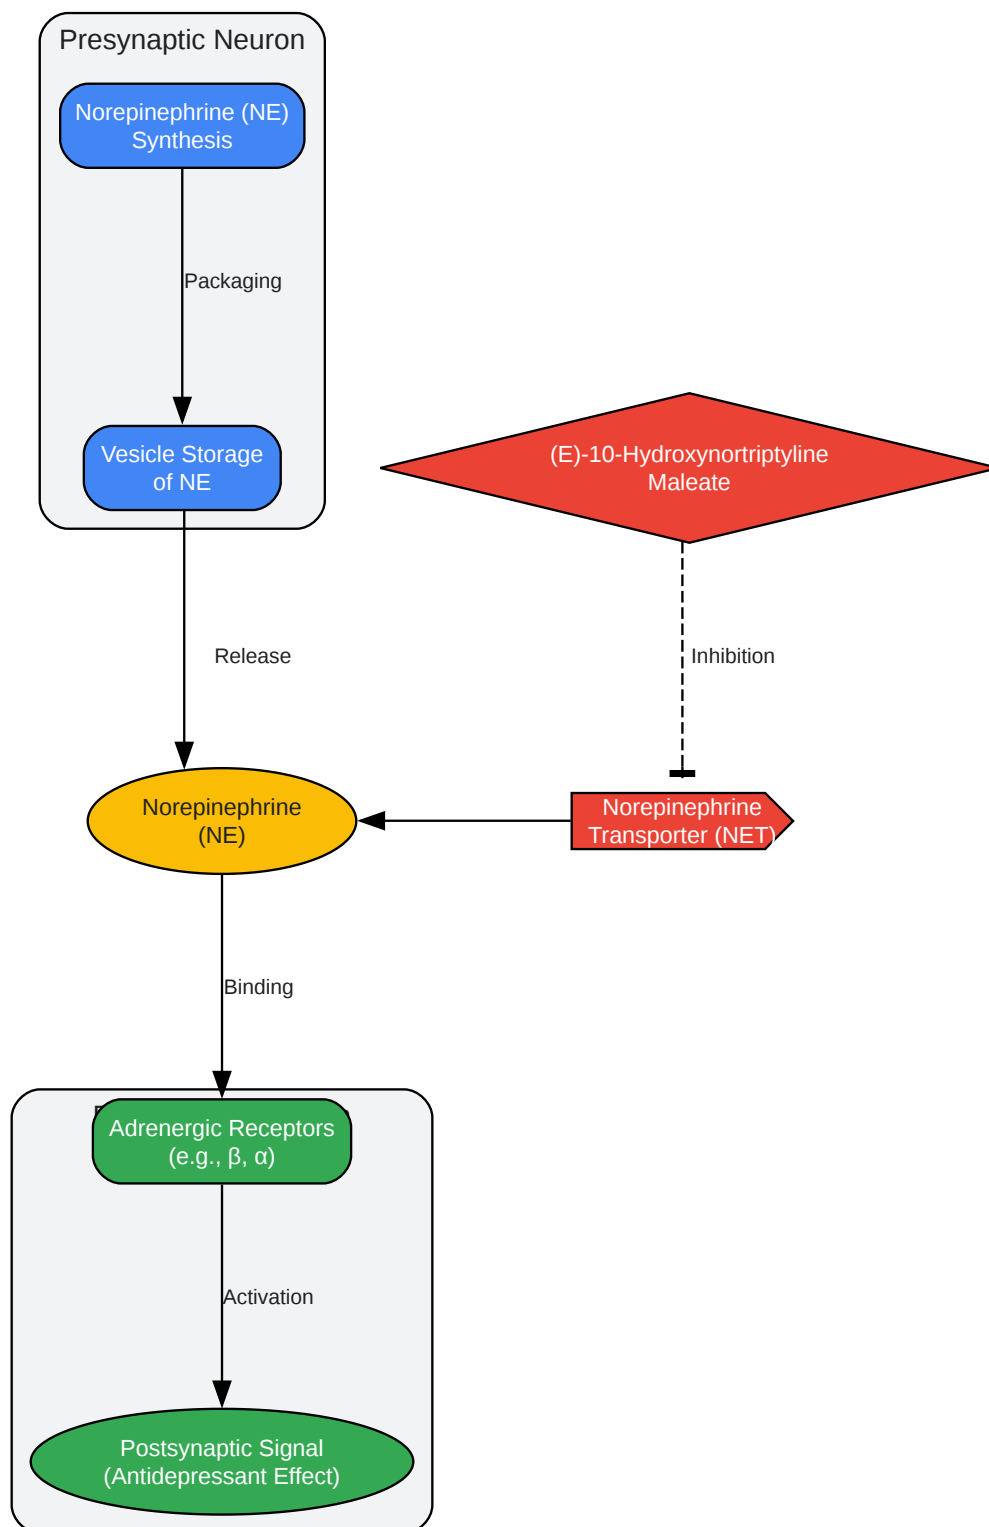 Presynaptic Neuron
Norepinephrine (NE)
Synthesis
Packaging
Vesicle Storage
of NE
(E)-10-Hydroxynortriptyline
Maleate
Release
Inhibition
Norepinephrine
(NE)
Norepinephrine
Transporter (NET)
Binding
Adrenergic Receptors
(e.g., β, α)
Activation
Postsynaptic Signal
(Antidepressant Effect)